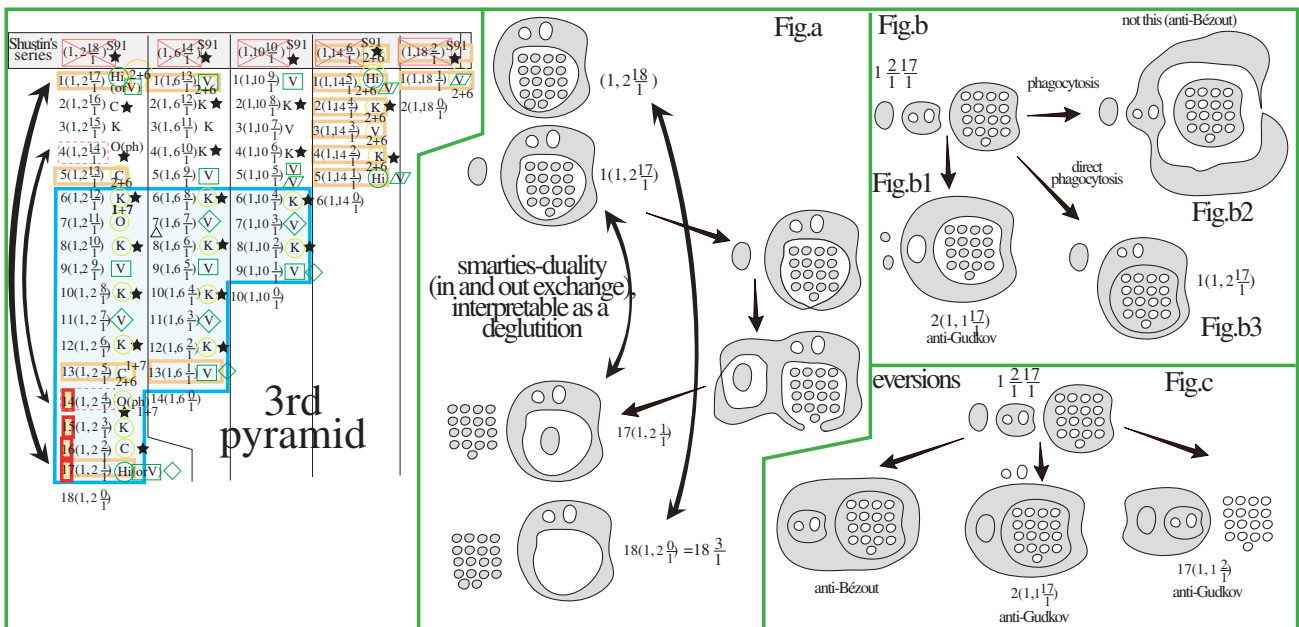 Shustin's series
(1, 2 18/1) S91 ★ (1, 6 14/1) S91 ★ (1,10 10/1) S91 ★ (1,14 6/1) S91 2+6 ★ (1,18 2/1) S91 ★
1(1, 2 17/1) Hi 2+6 (orV) 1(1,6 13/1) V 2+6 1(1,10 9/1) V 1(1,14 5/1) Hi 2+6 V 1(1,18 1/1) V 2+6
2(1, 2 16/1) C★ 2(1,6 12/1) K★ 2(1,10 8/1) K★ 2(1,14 4/1) K★ 2+6 2(1,18 0/1)
3(1, 2 15/1) K 3(1,6 11/1) K 3(1,10 7/1) V 3(1,14 3/1) V 2+6
4(1, 2 14/1) O(ph) ★ 4(1,6 10/1) K★ 4(1,10 6/1) K★ 4(1,14 2/1) K★ 2+6
5(1, 2 13/1) C 2+6 5(1,6 9/1) V 5(1,10 5/1) V V 5(1,14 1/1) Hi V
6(1,2 12/1) K★ 1+7 6(1,6 8/1) K★ 6(1,10 4/1) K★ 6(1,14 0/1)
7(1,2 11/1) O 7(1,6 7/1) V 7(1,10 3/1) V
8(1,2 10/1) K★ 8(1,6 6/1) K★ 8(1,10 2/1) K★
9(1,2 9/1) V 9(1,6 5/1) V 9(1,10 1/1) V
10(1, 2 8/1) K★ 10(1,6 4/1) K★ 10(1,10 0/1)
11(1, 2 7/1) V 11(1,6 3/1) V
12(1, 2 6/1) K★ 12(1,6 2/1) K★
13(1, 2 5/1) C 1+7 2+6 13(1,6 1/1) V
14(1, 2 4/1) O(ph) ★ 1+7 14(1,6 0/1)
15(1, 2 3/1) K
16(1, 2 2/1) C★
17(1, 2 1/1) Hi(orV)
18(1, 2 0/1)
3rd
pyramid
Fig.a
(1, 2 18/1)
1(1, 2 17/1)
smarties-duality
(in and out exchange),
interpretable as a
deglutition
17(1, 2 1/1)
18(1, 2 0/1) =18 3/1
Fig.b
not this (anti-Bézout)
1 2/1 17/1
phagocytosis
direct
phagocytosis
Fig.b1
Fig.b2
2(1, 1 17/1)
anti-Gudkov
1(1, 2 17/1)
Fig.b3
eversions
1 2/1 17/1
Fig.c
anti-Bézout
2(1,1 17/1)
anti-Gudkov
17(1, 1 2/1)
anti-Gudkov